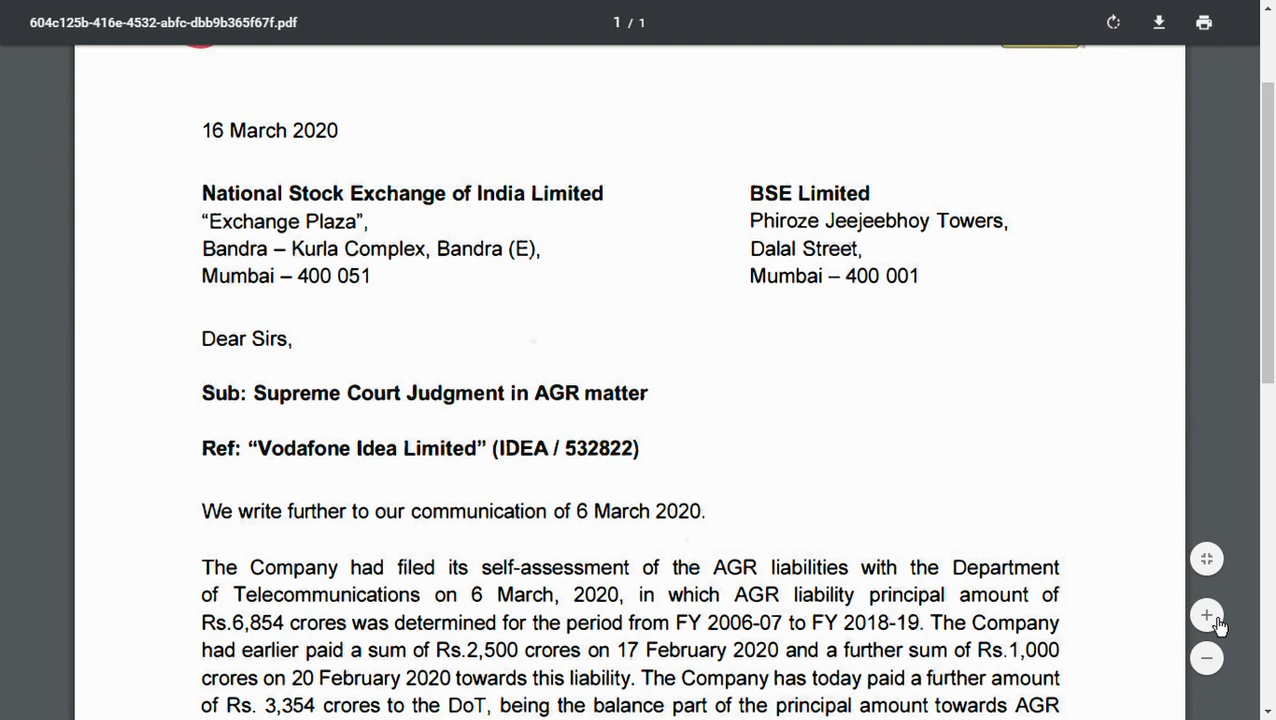 604c125b-416e-4532-abfc-dbb9b365f67f.pdf
1 / 1
16 March 2020
National Stock Exchange of India Limited
“Exchange Plaza”,
Bandra – Kurla Complex, Bandra (E),
Mumbai – 400 051
BSE Limited
Phiroze Jeejeebhoy Towers,
Dalal Street,
Mumbai – 400 001
Dear Sirs,
Sub: Supreme Court Judgment in AGR matter
Ref: “Vodafone Idea Limited” (IDEA / 532822)
We write further to our communication of 6 March 2020.
The Company had filed its self-assessment of the AGR liabilities with the Department
of Telecommunications on 6 March, 2020, in which AGR liability principal amount of
Rs.6,854 crores was determined for the period from FY 2006-07 to FY 2018-19. The Company
had earlier paid a sum of Rs.2,500 crores on 17 February 2020 and a further sum of Rs.1,000
crores on 20 February 2020 towards this liability. The Company has today paid a further amount
of Rs. 3,354 crores to the DoT, being the balance part of the principal amount towards AGR